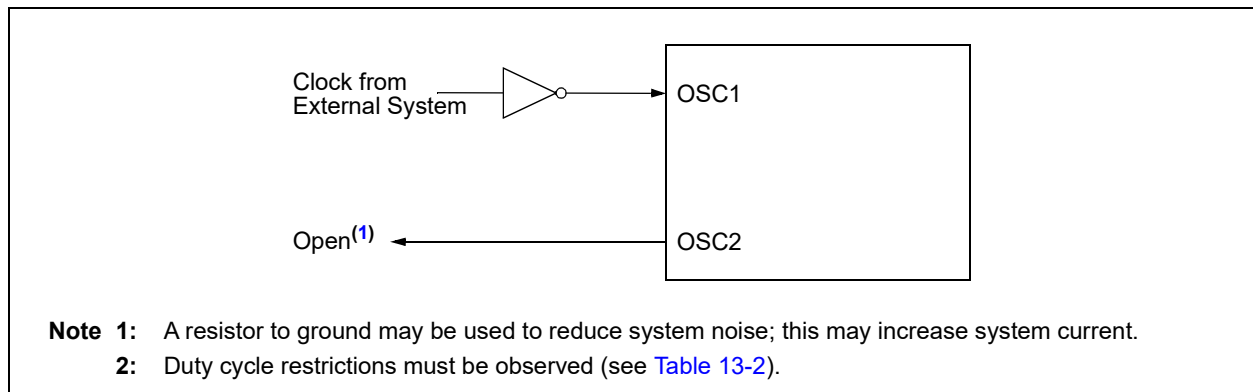 Clock from
External System
OSC1
Open(1)
OSC2
Note 1: A resistor to ground may be used to reduce system noise; this may increase system current.
2: Duty cycle restrictions must be observed (see Table 13-2).